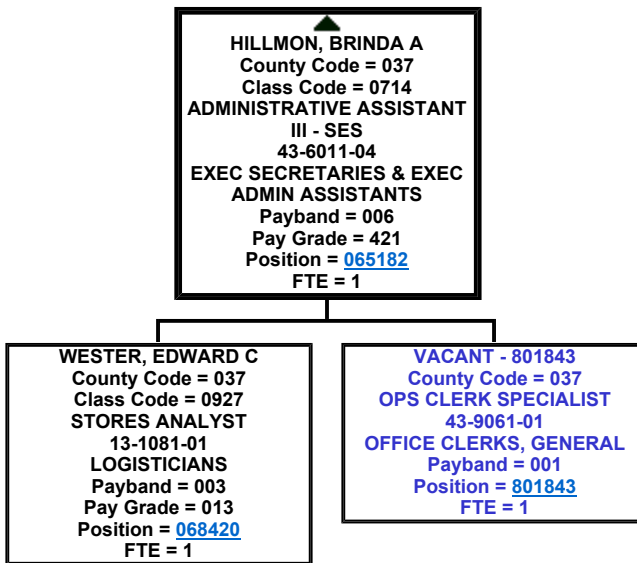 HILLMON, BRINDA A
County Code = 037
Class Code = 0714
ADMINISTRATIVE ASSISTANT
III - SES
43-6011-04
EXEC SECRETARIES & EXEC
ADMIN ASSISTANTS
Payband = 006
Pay Grade = 421
Position = 065182
FTE = 1
WESTER, EDWARD C
County Code = 037
Class Code = 0927
STORES ANALYST
13-1081-01
LOGISTICIANS
Payband = 003
Pay Grade = 013
Position = 068420
FTE = 1
VACANT - 801843
County Code = 037
OPS CLERK SPECIALIST
43-9061-01
OFFICE CLERKS, GENERAL
Payband = 001
Position = 801843
FTE = 1